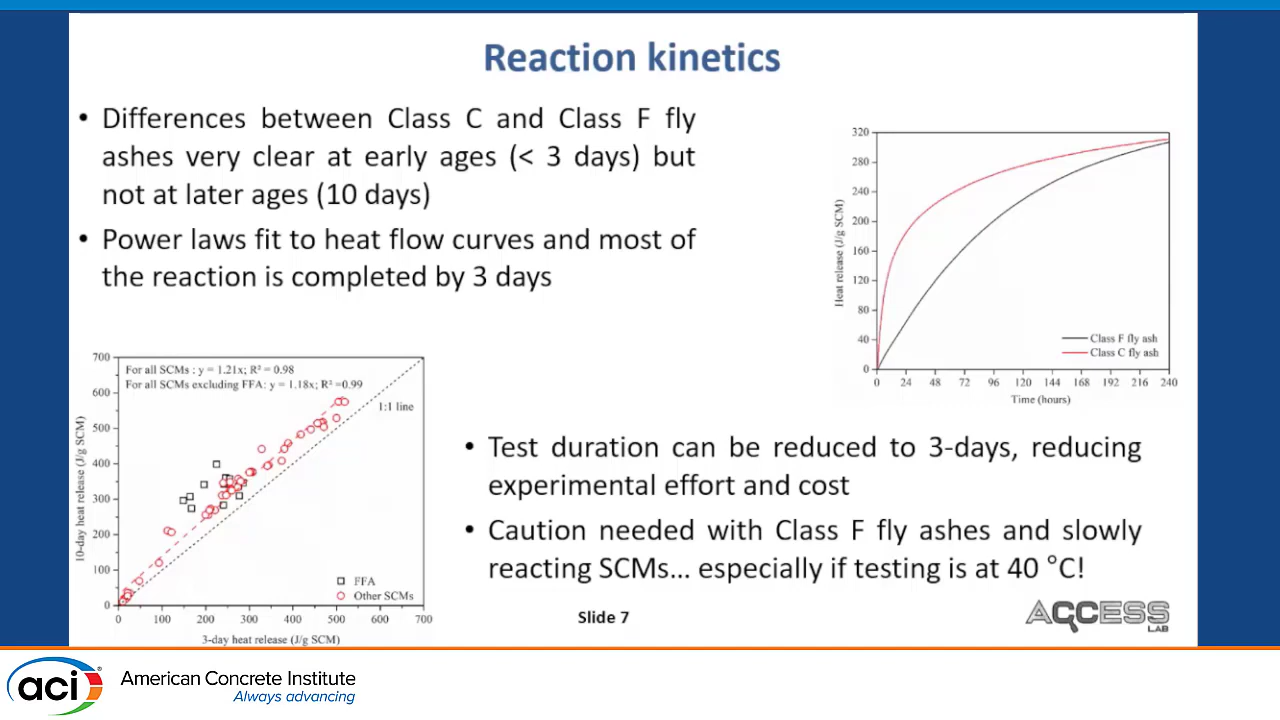 Reaction kinetics
• Differences between Class C and Class F fly
ashes very clear at early ages (< 3 days) but
not at later ages (10 days)
• Power laws fit to heat flow curves and most of
the reaction is completed by 3 days
320
280
240
200
160
120
80
40
0
Heat release (J/g SCM)
Class F fly ash
Class C fly ash
0 24 48 72 96 120 144 168 192 216 240
Time (hours)
700
600
500
400
300
200
100
0
10-day heat release (J/g SCM)
For all SCMs : y = 1.21x; R² = 0.98
For all SCMs excluding FFA: y = 1.18x; R² =0.99
1:1 line
FFA
Other SCMs
0 100 200 300 400 500 600 700
3-day heat release (J/g SCM)
• Test duration can be reduced to 3-days, reducing
experimental effort and cost
• Caution needed with Class F fly ashes and slowly
reacting SCMs... especially if testing is at 40 °C!
Slide 7
ACCESS
LAB
aci®
American Concrete Institute
Always advancing